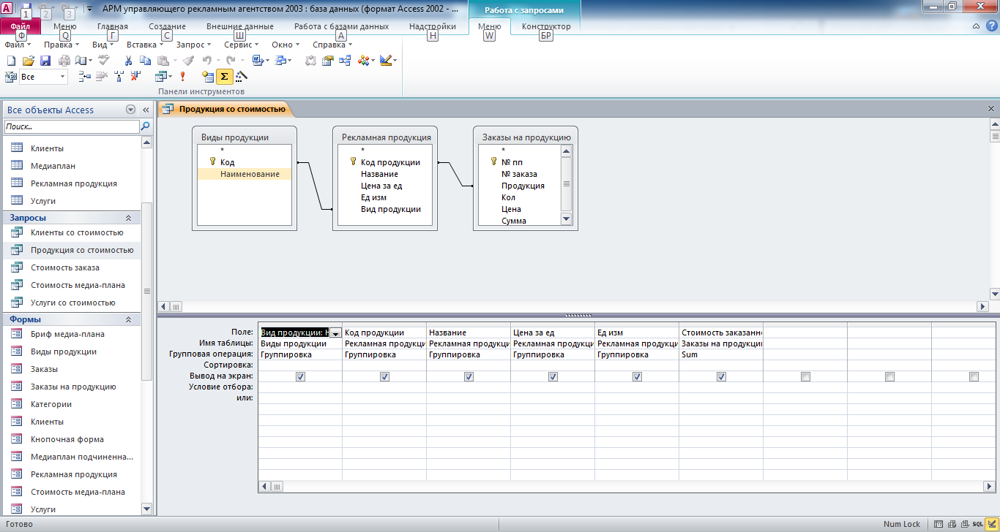 АРМ управляющего рекламным агентством 2003 : база данных (формат Access 2002 - ...
Работа с запросами
1 2 3
Файл Меню Главная Создание Внешние данные Работа с базами данных Надстройки Меню Конструктор
Ф Q Г С Ш А Н W БР
Файл Правка Вид Вставка Запрос Сервис Окно Справка
Все
Панели инструментов
Все объекты Access
Поиск...
Клиенты
Медиаплан
Рекламная продукция
Услуги
Запросы
Клиенты со стоимостью
Продукция со стоимостью
Стоимость заказа
Стоимость медиа-плана
Услуги со стоимостью
Формы
Бриф медиа-плана
Виды продукции
Заказы
Заказы на продукцию
Категории
Клиенты
Кнопочная форма
Медиаплан подчиненна...
Рекламная продукция
Стоимость медиа-плана
Услуги
Продукция со стоимостью
Виды продукции
*
Код
Наименование
Рекламная продукция
*
Код продукции
Название
Цена за ед
Ед изм
Вид продукции
Заказы на продукцию
*
№ пп
№ заказа
Продукция
Кол
Цена
Сумма
Поле: Вид продукции: Н Код продукции Название Цена за ед Ед изм Стоимость заказанн
Имя таблицы: Виды продукции Рекламная продукци Рекламная продукци Рекламная продукци Рекламная продукци Заказы на продукци
Групповая операция: Группировка Группировка Группировка Группировка Группировка Sum
Сортировка:
Вывод на экран:
Условие отбора:
или:
Готово
Num Lock
SQL